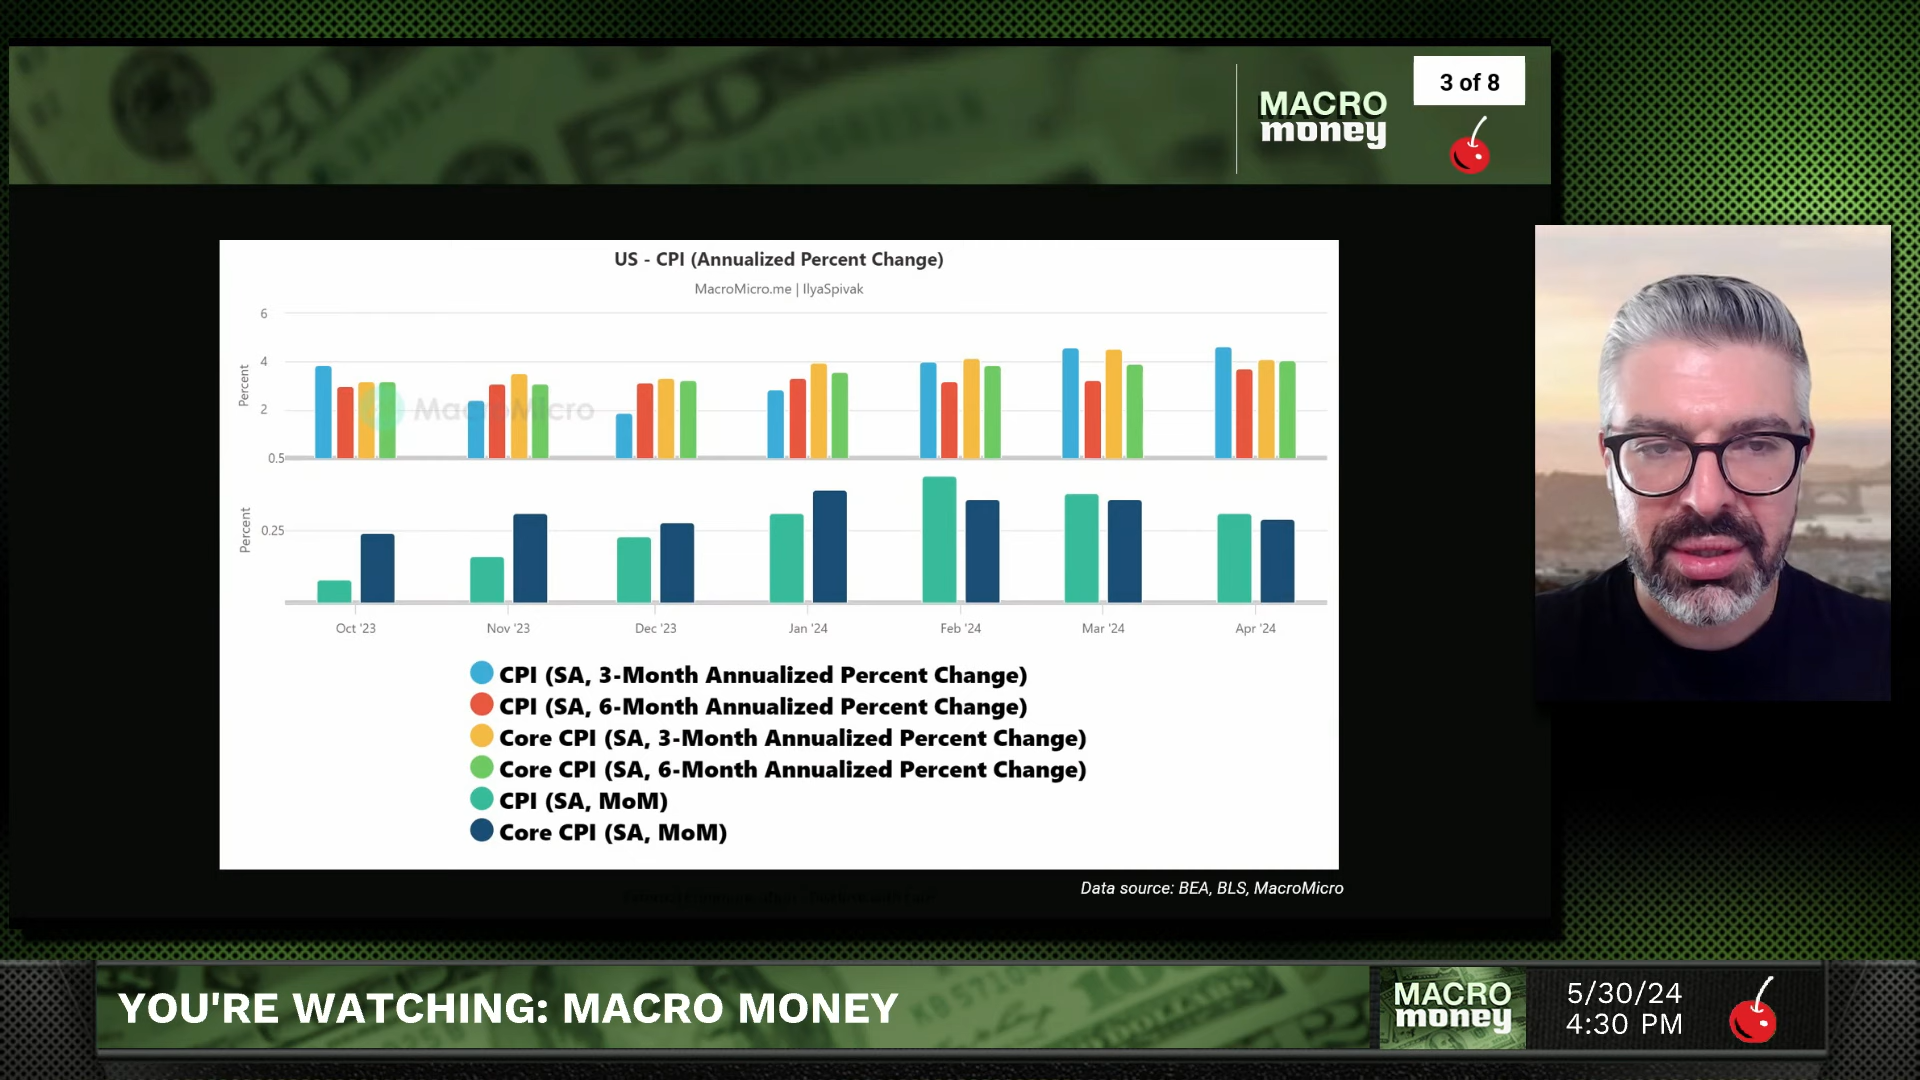 MACRO
money
3 of 8
US - CPI (Annualized Percent Change)
MacroMicro.me | IlyaSpivak
6
4
2
0.5
Percent
MacroMicro
0.25
Percent
Oct '23
Nov '23
Dec '23
Jan '24
Feb '24
Mar '24
Apr '24
CPI (SA, 3-Month Annualized Percent Change)
CPI (SA, 6-Month Annualized Percent Change)
Core CPI (SA, 3-Month Annualized Percent Change)
Core CPI (SA, 6-Month Annualized Percent Change)
CPI (SA, MoM)
Core CPI (SA, MoM)
Data source: BEA, BLS, MacroMicro
YOU'RE WATCHING: MACRO MONEY
MACRO
money
5/30/24
4:30 PM